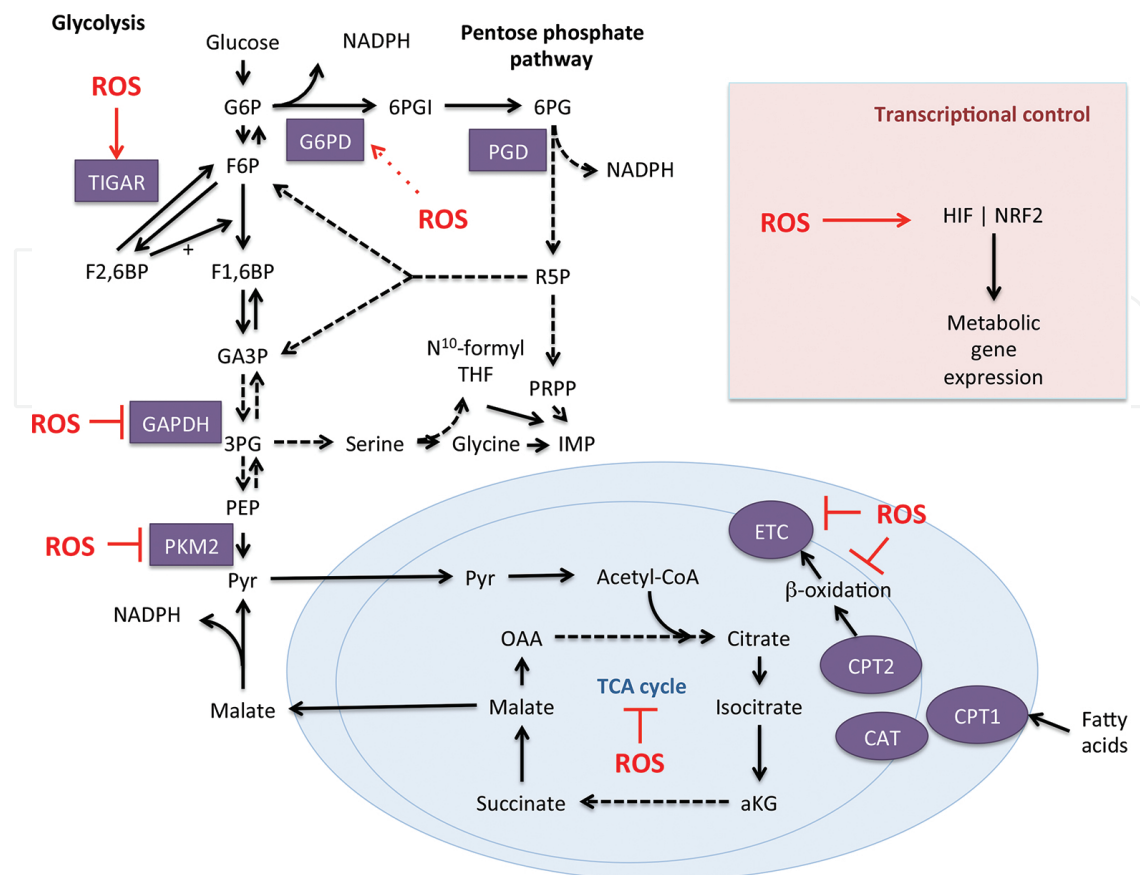 Glycolysis
Glucose
NADPH
Pentose phosphate
pathway
ROS
G6P
6PGl
6PG
G6PD
PGD
TIGAR
F6P
NADPH
ROS
+
F2,6BP
F1,6BP
R5P
GA3P
N¹⁰-formyl
THF
PRPP
ROS
GAPDH
3PG
Serine
Glycine
IMP
PEP
ROS
PKM2
Pyr
NADPH
Malate
Pyr
Acetyl-CoA
OAA
Citrate
TCA cycle
Malate
Isocitrate
ROS
Succinate
aKG
ETC
ROS
β-oxidation
CPT2
CAT
CPT1
Fatty
acids
Transcriptional control
ROS
HIF | NRF2
Metabolic
gene
expression